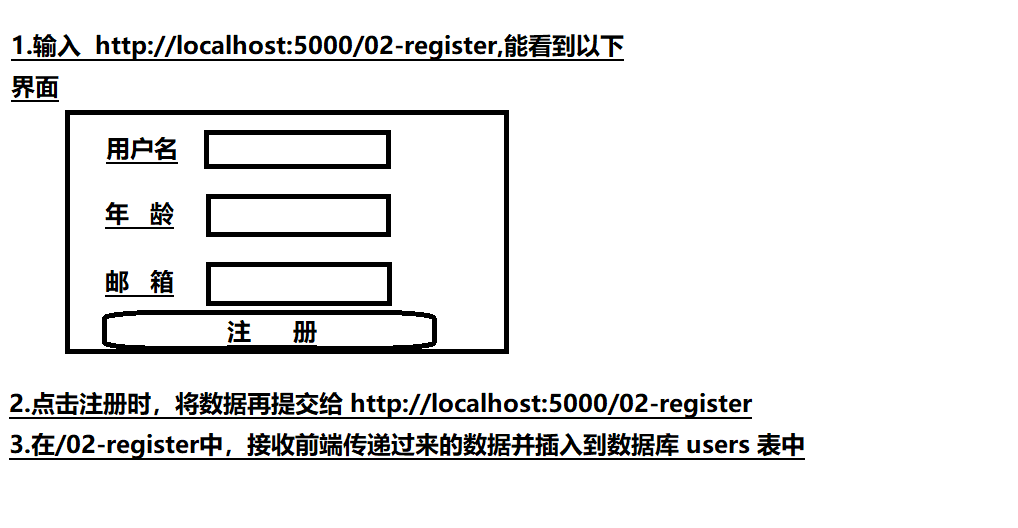 1.输入  http://localhost:5000/02-register,能看到以下
界面
用户名
年   龄
邮   箱
注      册
2.点击注册时，将数据再提交给 http://localhost:5000/02-register
3.在/02-register中，接收前端传递过来的数据并插入到数据库 users 表中